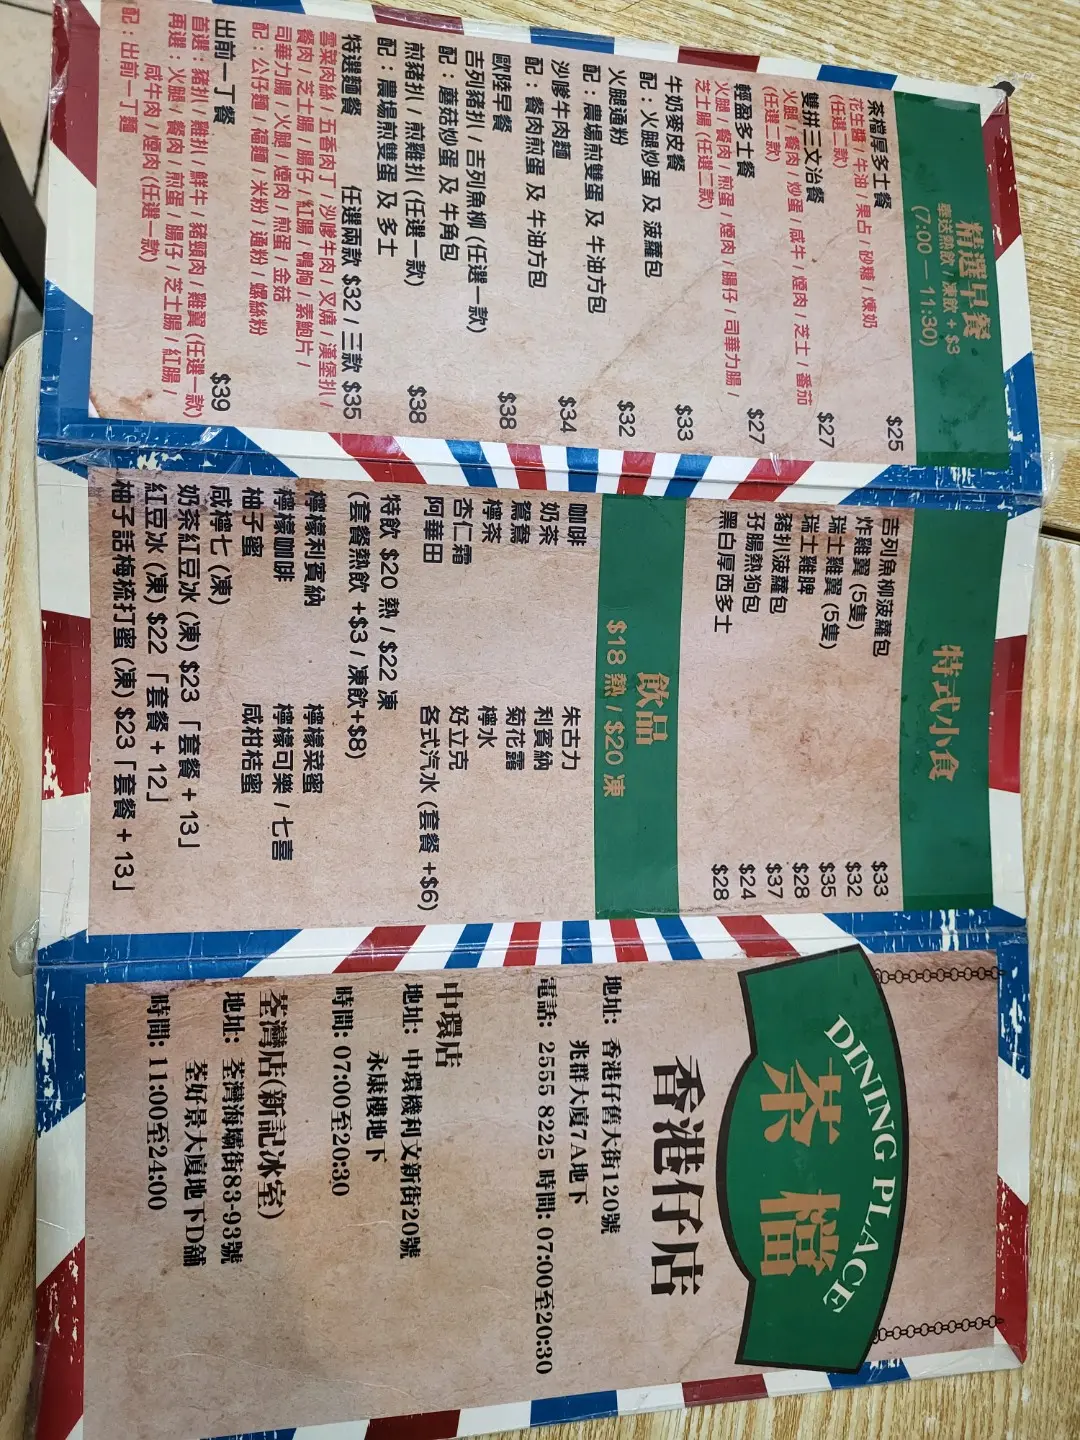 精選早餐
奉送熱飲 / 凍飲 + $3
(7:00 — 11:30)
茶檔厚多士餐 $25
花生醬 / 牛油 / 果占 / 砂糖 / 煉奶
(任選二款)
雙拼三文治餐 $27
火腿 / 餐肉 / 炒蛋 / 咸牛 / 煙肉 / 芝士 / 番茄
(任選二款)
輕盈多士餐 $27
火腿 / 餐肉 / 煎蛋 / 煙肉 / 腸仔 / 司華力腸 /
芝士腸 (任選二款)
牛奶麥皮餐 $33
配：火腿炒蛋 及 菠蘿包
火腿通粉 $32
配：農場煎雙蛋 及 牛油方包
沙嗲牛肉麵 $34
配：餐肉煎蛋 及 牛油方包
歐陸早餐 $38
吉列豬扒 / 吉列魚柳 (任選一款)
配：蘑菇炒蛋 及 牛角包
煎豬扒 / 煎雞扒 (任選一款) $38
配：農場煎雙蛋 及 多士
特選麵餐 任選兩款 $32 / 三款 $35
雪菜肉絲 / 五香肉丁 / 沙嗲牛肉 / 叉燒 / 漢堡扒 /
餐肉 / 芝士腸 / 腸仔 / 紅腸 / 鴨胸 / 素鮑片 /
司華力腸 / 火腿 / 煙肉 / 煎蛋 / 金菇
配：公仔麵 / 福麵 / 米粉 / 通粉 / 螺絲粉
出前一丁餐 $39
首選：豬扒 / 雞扒 / 鮮牛 / 豬頸肉 / 雞翼 (任選一款)
再選：火腿 / 餐肉 / 煎蛋 / 腸仔 / 芝士腸 / 紅腸 /
咸牛肉 / 煙肉 (任選一款)
配：出前一丁麵
特式小食
吉列魚柳菠蘿包 $33
炸雞翼 (5隻) $32
瑞士雞翼 (5隻) $35
瑞士雞脾 $28
豬扒菠蘿包 $37
孖腸熱狗包 $24
黑白厚西多士 $28
飲品
$18 熱 / $20 凍
咖啡 朱古力
奶茶 利賓納
鴛鴦 菊花露
檸茶 檸水
杏仁霜 好立克
阿華田 各式汽水 (套餐 +$6)
特飲 $20 熱 / $22 凍
(套餐熱飲 +$3 / 凍飲+$8)
檸檬利賓納 檸檬菜蜜
檸檬咖啡 檸檬可樂 / 七喜
柚子蜜 咸柑桔蜜
咸檸七 (凍)
奶茶紅豆冰 (凍) $23「套餐 + 13」
紅豆冰 (凍) $22「套餐 + 12」
柚子話梅梳打蜜 (凍) $23「套餐 + 13」
DINING PLACE
茶檔
香港仔店
地址: 香港仔舊大街120號
兆群大廈7A地下
電話: 2555 8225 時間: 07:00至20:30
中環店
地址: 中環機利文新街20號
永康樓地下
時間: 07:00至20:30
荃灣店(新記冰室)
地址: 荃灣海壩街83-93號
荃好景大廈地下D舖
時間: 11:00至24:00